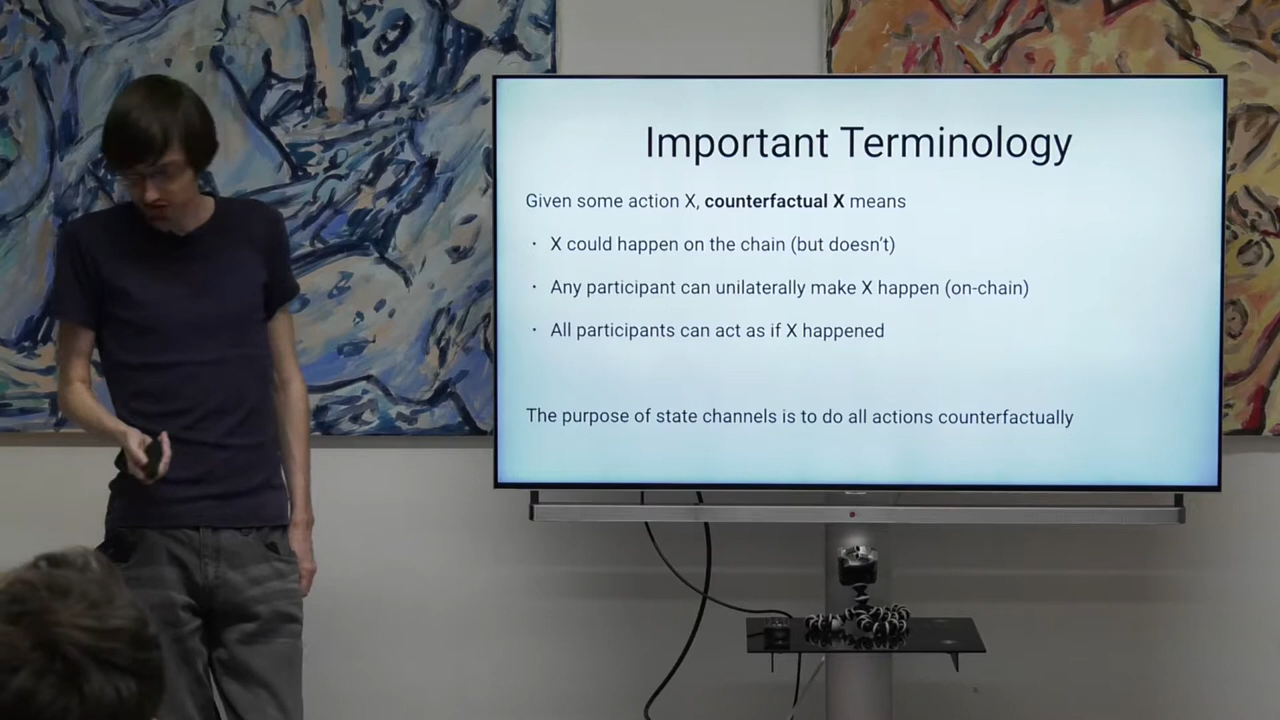 Important Terminology
Given some action X, counterfactual X means
· X could happen on the chain (but doesn't)
· Any participant can unilaterally make X happen (on-chain)
· All participants can act as if X happened
The purpose of state channels is to do all actions counterfactually